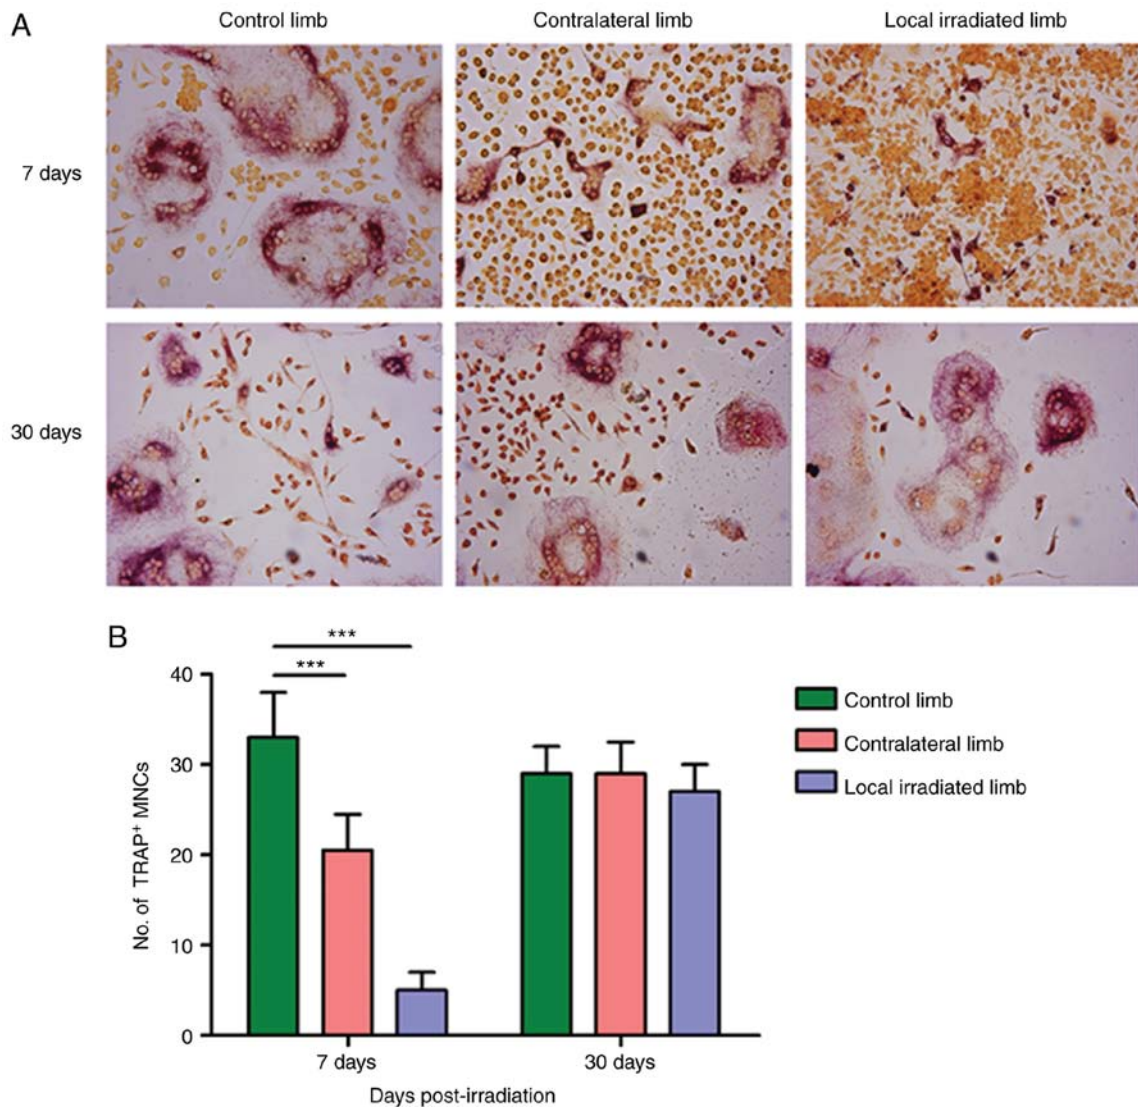 A
Control limb
Contralateral limb
Local irradiated limb
7 days
30 days
B
***
***
40
30
20
10
0
No. of TRAP⁺ MNCs
7 days
30 days
Days post-irradiation
Control limb
Contralateral limb
Local irradiated limb